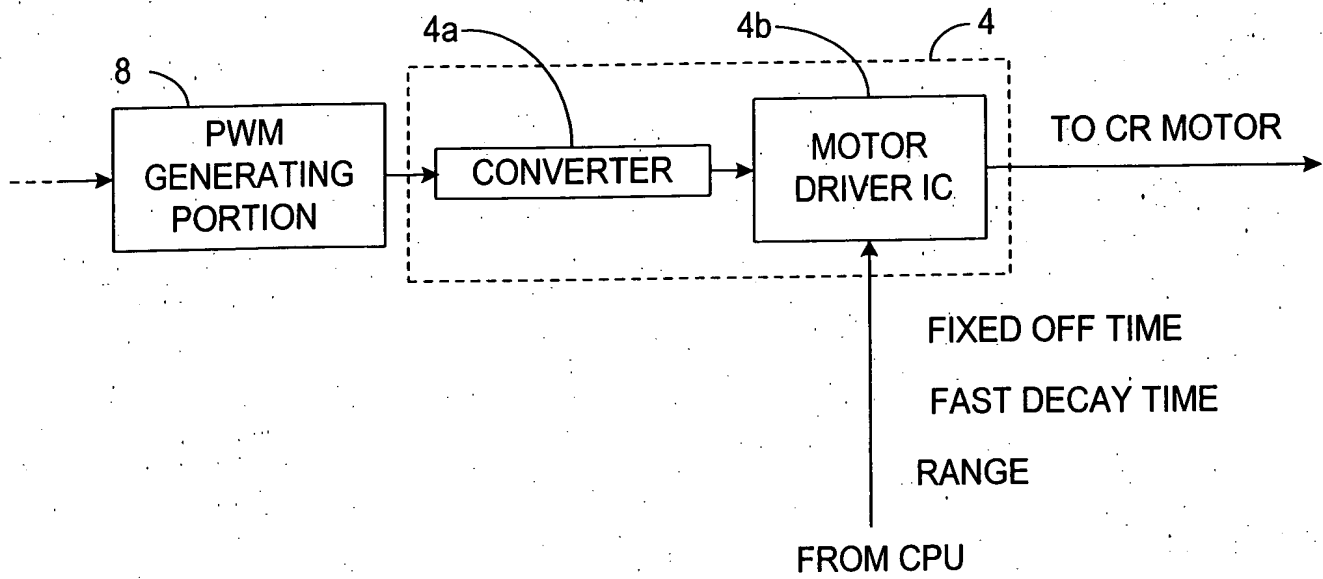 4a
4b
4
8
PWM
GENERATING
PORTION
CONVERTER
MOTOR
DRIVER IC
TO CR MOTOR
FIXED OFF TIME
FAST DECAY TIME
RANGE
FROM CPU